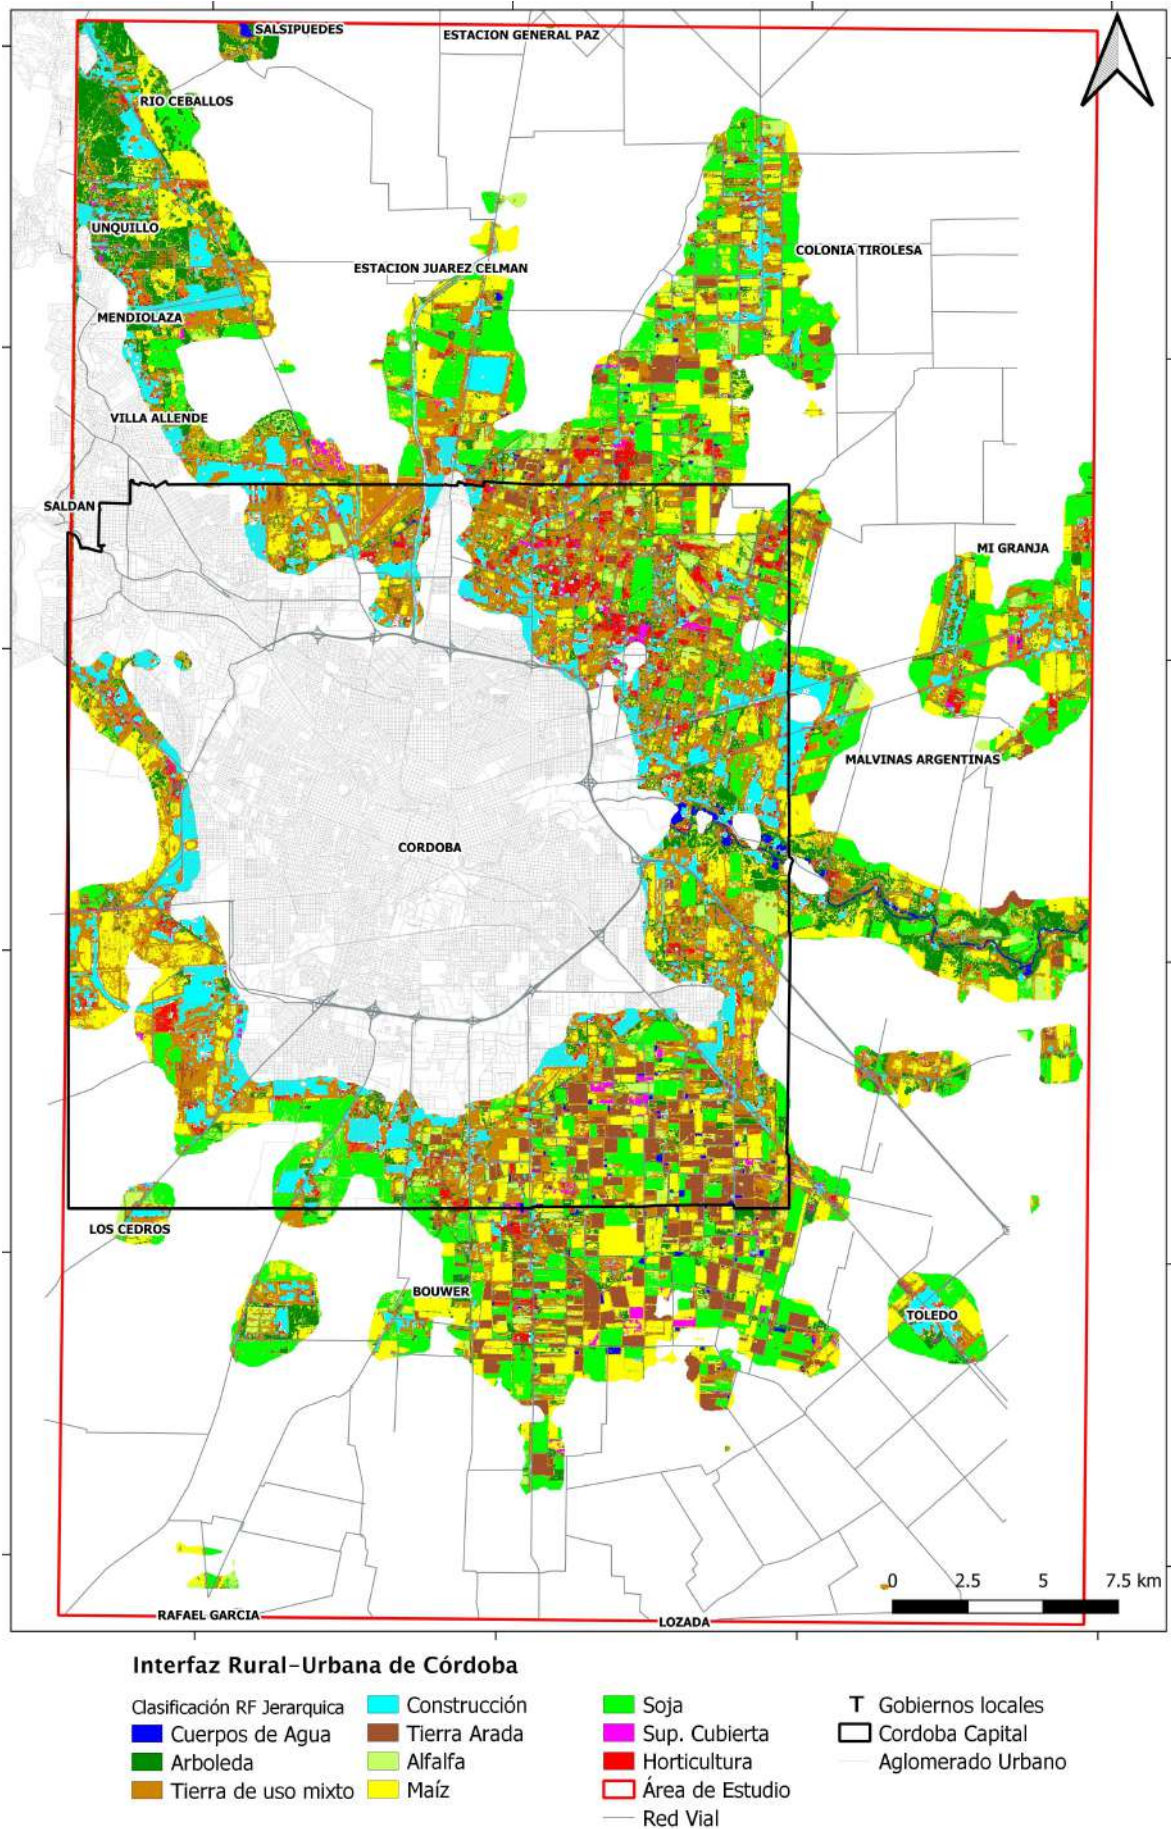 SALSIPUEDES
ESTACION GENERAL PAZ
RIO CEBALLOS
UNQUILLO
COLONIA TIROLESA
ESTACION JUAREZ CELMAN
MENDIOLAZA
VILLA ALLENDE
SALDAN
MI GRANJA
MALVINAS ARGENTINAS
CORDOBA
LOS CEDROS
BOUWER
TOLEDO
0 2.5 5 7.5 km
RAFAEL GARCIA
LOZADA
Interfaz Rural-Urbana de Córdoba
Clasificación RF Jerarquica
Cuerpos de Agua
Arboleda
Tierra de uso mixto
Construcción
Tierra Arada
Alfalfa
Maíz
Soja
Sup. Cubierta
Horticultura
Área de Estudio
Red Vial
T Gobiernos locales
Cordoba Capital
Aglomerado Urbano